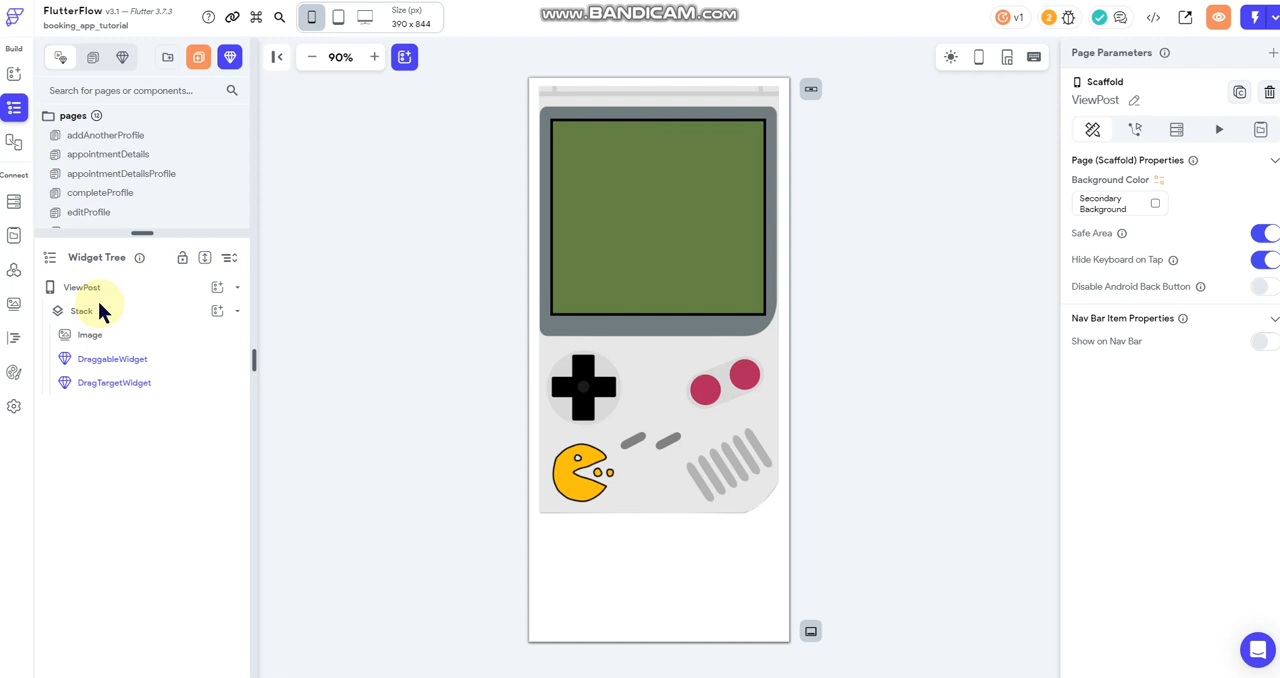 FlutterFlow v3.1 - Flutter 3.7.3
booking_app_tutorial
Size (px)
390 x 844
www.BANDICAM.com
v1
2
Build
90%
Search for pages or components...
pages 12
addAnotherProfile
appointmentDetails
appointmentDetailsProfile
completeProfile
editProfile
Connect
Widget Tree
ViewPost
Stack
Image
DraggableWidget
DragTargetWidget
Page Parameters
Scaffold
ViewPost
Page (Scaffold) Properties
Background Color
Secondary
Background
Safe Area
Hide Keyboard on Tap
Disable Android Back Button
Nav Bar Item Properties
Show on Nav Bar